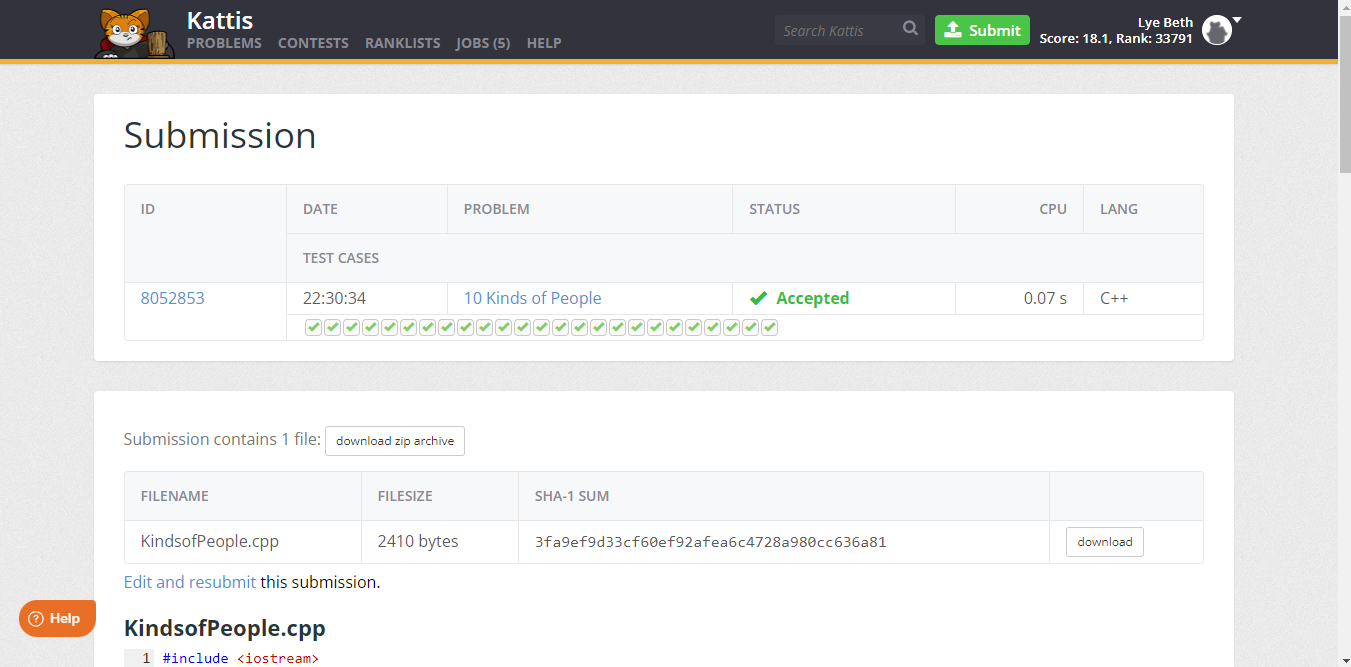 Kattis
PROBLEMS CONTESTS RANKLISTS JOBS (5) HELP
Search Kattis
Submit
Lye Beth
Score: 18.1, Rank: 33791
Submission
ID DATE PROBLEM STATUS CPU LANG
TEST CASES
8052853 22:30:34 10 Kinds of People Accepted 0.07 s C++
Submission contains 1 file: download zip archive
FILENAME FILESIZE SHA-1 SUM
KindsofPeople.cpp 2410 bytes 3fa9ef9d33cf60ef92afea6c4728a980cc636a81 download
Edit and resubmit this submission.
Help
KindsofPeople.cpp
1 #include <iostream>